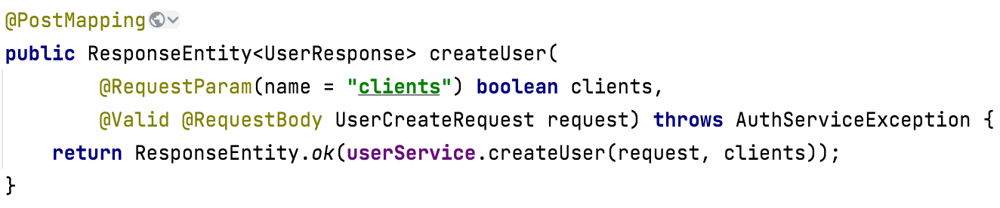 @PostMapping
public ResponseEntity<UserResponse> createUser(
@RequestParam(name = "clients") boolean clients,
@Valid @RequestBody UserCreateRequest request) throws AuthServiceException {
return ResponseEntity.ok(userService.createUser(request, clients));
}